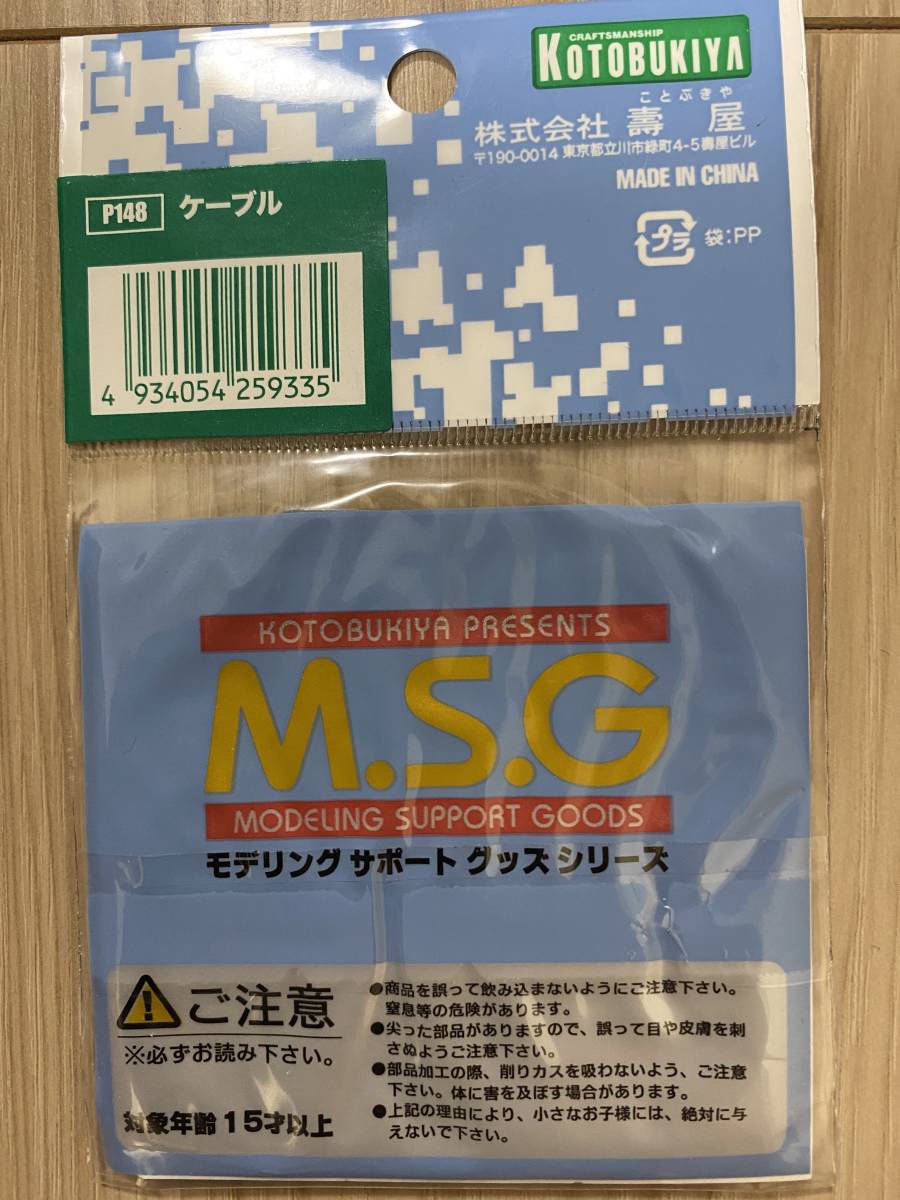 CRAFTSMANSHIP
KOTOBUKIYA
ことぶきや
株式会社 壽屋
〒190-0014 東京都立川市緑町4-5壽屋ビル
MADE IN CHINA
プラ 袋:PP
P148 ケーブル
4 934054 259335
KOTOBUKIYA PRESENTS
M.S.G
MODELING SUPPORT GOODS
モデリング サポート グッズ シリーズ
ご注意
※必ずお読み下さい。
対象年齢15才以上
●商品を誤って飲み込まないようにご注意下さい。
窒息等の危険があります。
●尖った部品がありますので、誤って目や皮膚を刺
さぬようご注意下さい。
●部品加工の際、削りカスを吸わないよう、ご注意
下さい。体に害を及ぼす場合があります。
●上記の理由により、小さなお子様には、絶対に与
えないで下さい。